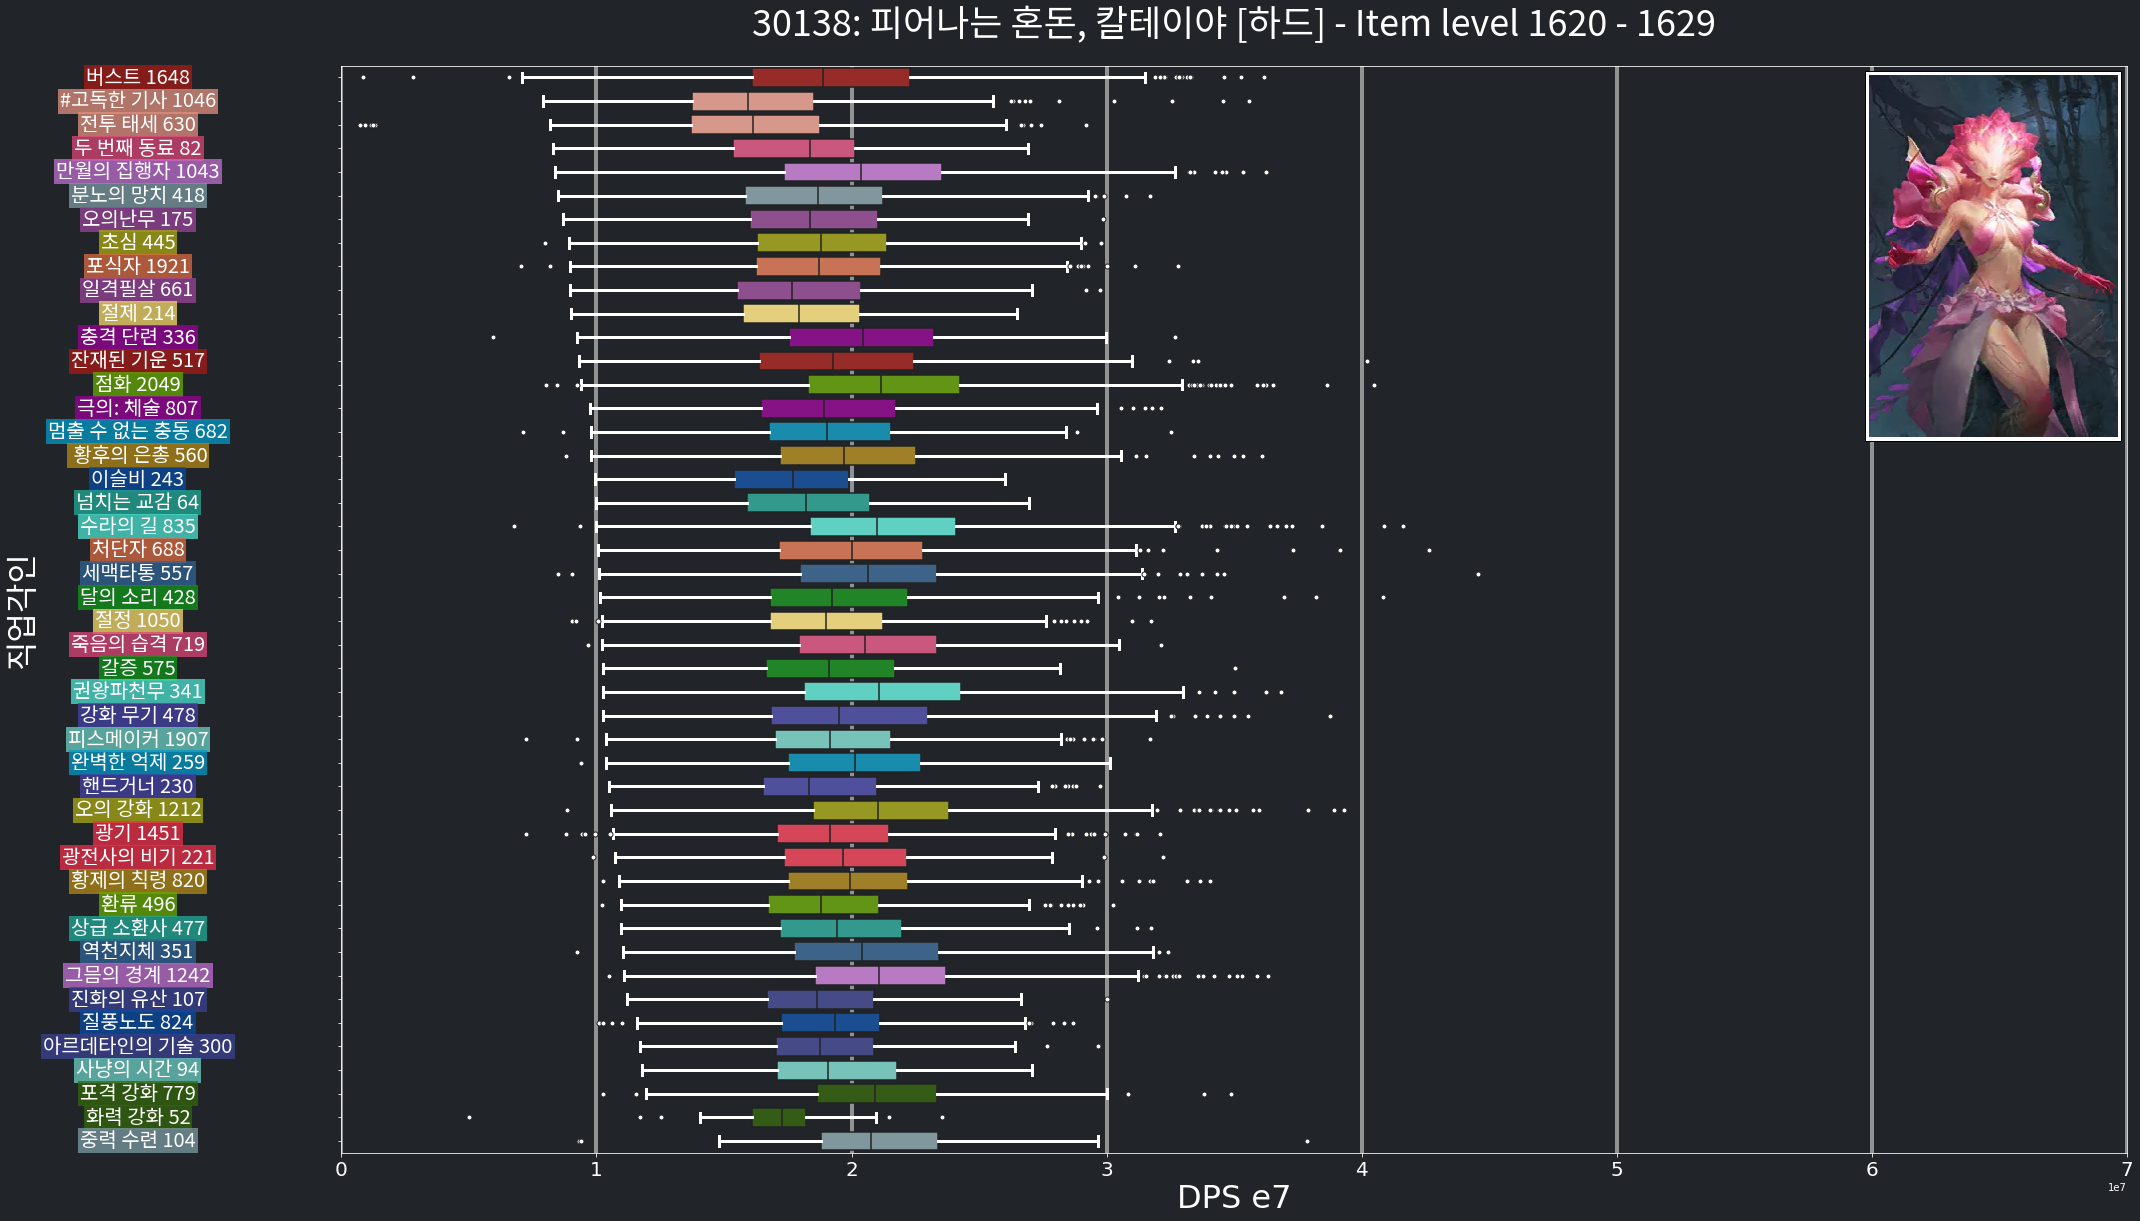 30138: 피어나는 혼돈, 칼테이야 [하드] - Item level 1620 - 1629
버스트 1648
#고독한 기사 1046
전투 태세 630
두 번째 동료 82
만월의 집행자 1043
분노의 망치 418
오의난무 175
초심 445
포식자 1921
일격필살 661
절제 214
충격 단련 336
잔재된 기운 517
점화 2049
극의: 체술 807
멈출 수 없는 충동 682
황후의 은총 560
이슬비 243
넘치는 교감 64
수라의 길 835
처단자 688
세맥타통 557
달의 소리 428
절정 1050
죽음의 습격 719
갈증 575
권왕파천무 341
강화 무기 478
피스메이커 1907
완벽한 억제 259
핸드거너 230
오의 강화 1212
광기 1451
광전사의 비기 221
황제의 칙령 820
환류 496
상급 소환사 477
역천지체 351
그믐의 경계 1242
진화의 유산 107
질풍노도 824
아르데타인의 기술 300
사냥의 시간 94
포격 강화 779
화력 강화 52
중력 수련 104
직업각인
0 1 2 3 4 5 6 7
DPS e7
1e7